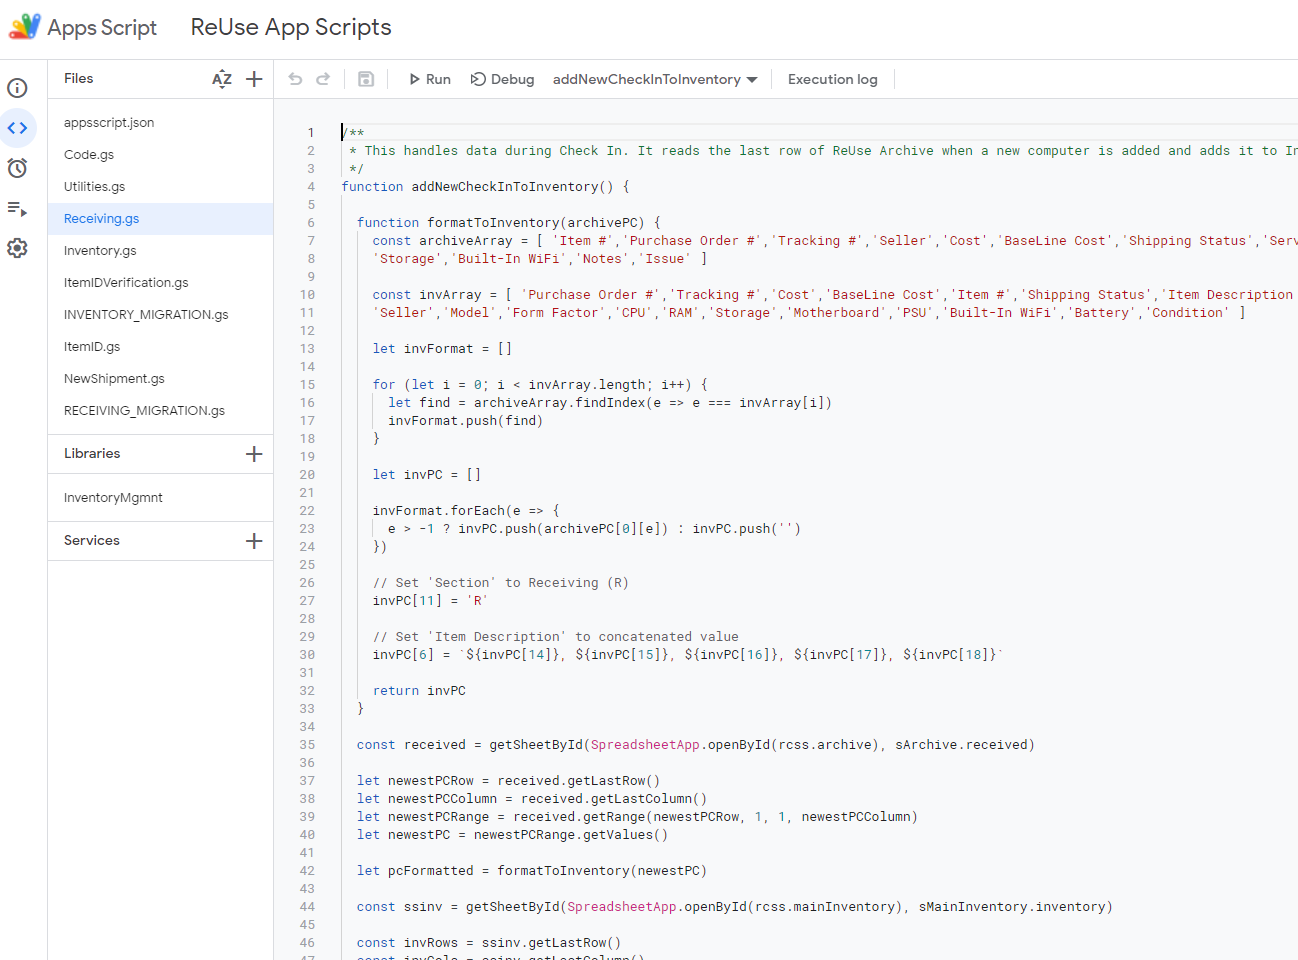 Apps Script ReUse App Scripts
Files
Run Debug addNewCheckInToInventory Execution log
appsscript.json
Code.gs
Utilities.gs
Receiving.gs
Inventory.gs
ItemIDVerification.gs
INVENTORY_MIGRATION.gs
ItemID.gs
NewShipment.gs
RECEIVING_MIGRATION.gs
Libraries
InventoryMgmnt
Services
1 /**
2 * This handles data during Check In. It reads the last row of ReUse Archive when a new computer is added and adds it to
3 */
4 function addNewCheckInToInventory() {
5
6 function formatToInventory(archivePC) {
7 const archiveArray = [ 'Item #','Purchase Order #','Tracking #','Seller','Cost','BaseLine Cost','Shipping Status',
8 'Storage','Built-In WiFi','Notes','Issue' ]
9
10 const invArray = [ 'Purchase Order #','Tracking #','Cost','BaseLine Cost','Item #','Shipping Status','Item Description
11 'Seller','Model','Form Factor','CPU','RAM','Storage','Motherboard','PSU','Built-In WiFi','Battery','Condition' ]
12
13 let invFormat = []
14
15 for (let i = 0; i < invArray.length; i++) {
16 let find = archiveArray.findIndex(e => e === invArray[i])
17 invFormat.push(find)
18 }
19
20 let invPC = []
21
22 invFormat.forEach(e => {
23 e > -1 ? invPC.push(archivePC[0][e]) : invPC.push('')
24 })
25
26 // Set 'Section' to Receiving (R)
27 invPC[11] = 'R'
28
29 // Set 'Item Description' to concatenated value
30 invPC[6] = `${invPC[14]}, ${invPC[15]}, ${invPC[16]}, ${invPC[17]}, ${invPC[18]}`
31
32 return invPC
33 }
34
35 const received = getSheetById(SpreadsheetApp.openById(rcss.archive), sArchive.received)
36
37 let newestPCRow = received.getLastRow()
38 let newestPCColumn = received.getLastColumn()
39 let newestPCRange = received.getRange(newestPCRow, 1, 1, newestPCColumn)
40 let newestPC = newestPCRange.getValues()
41
42 let pcFormatted = formatToInventory(newestPC)
43
44 const ssinv = getSheetById(SpreadsheetApp.openById(rcss.mainInventory), sMainInventory.inventory)
45
46 const invRows = ssinv.getLastRow()